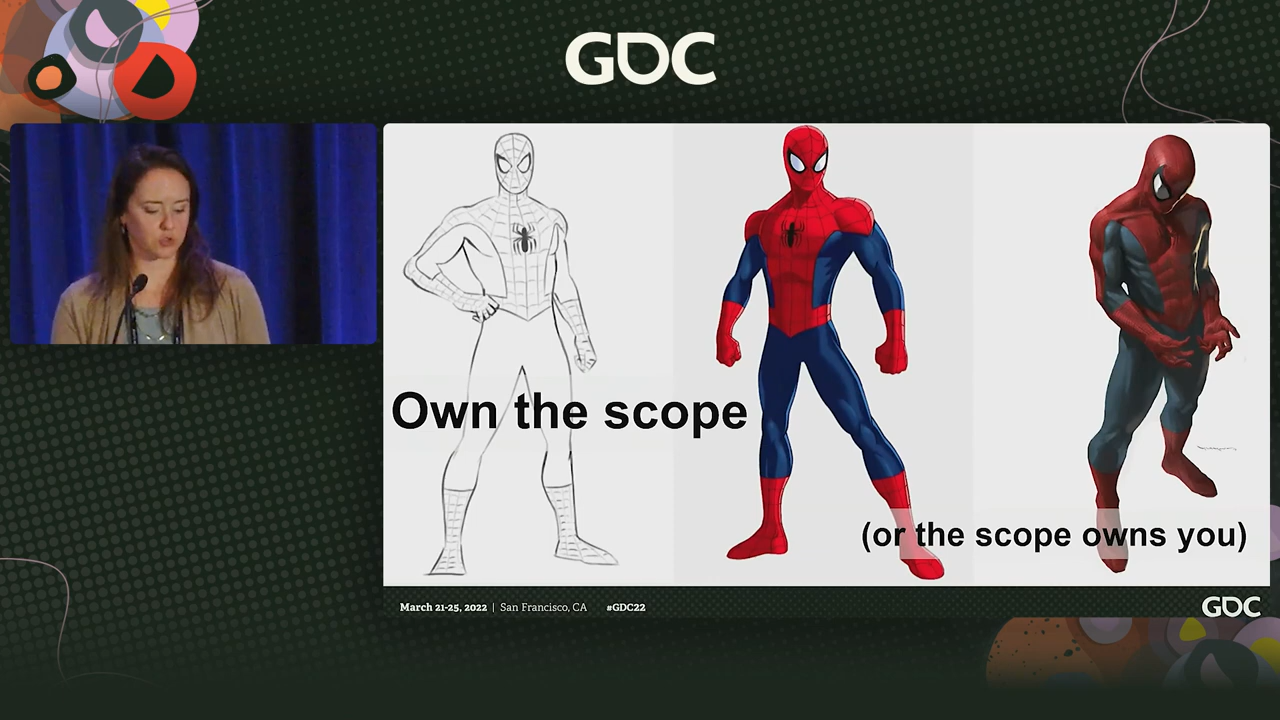 GDC
Own the scope
(or the scope owns you)
March 21-25, 2022 | San Francisco, CA #GDC22
GDC